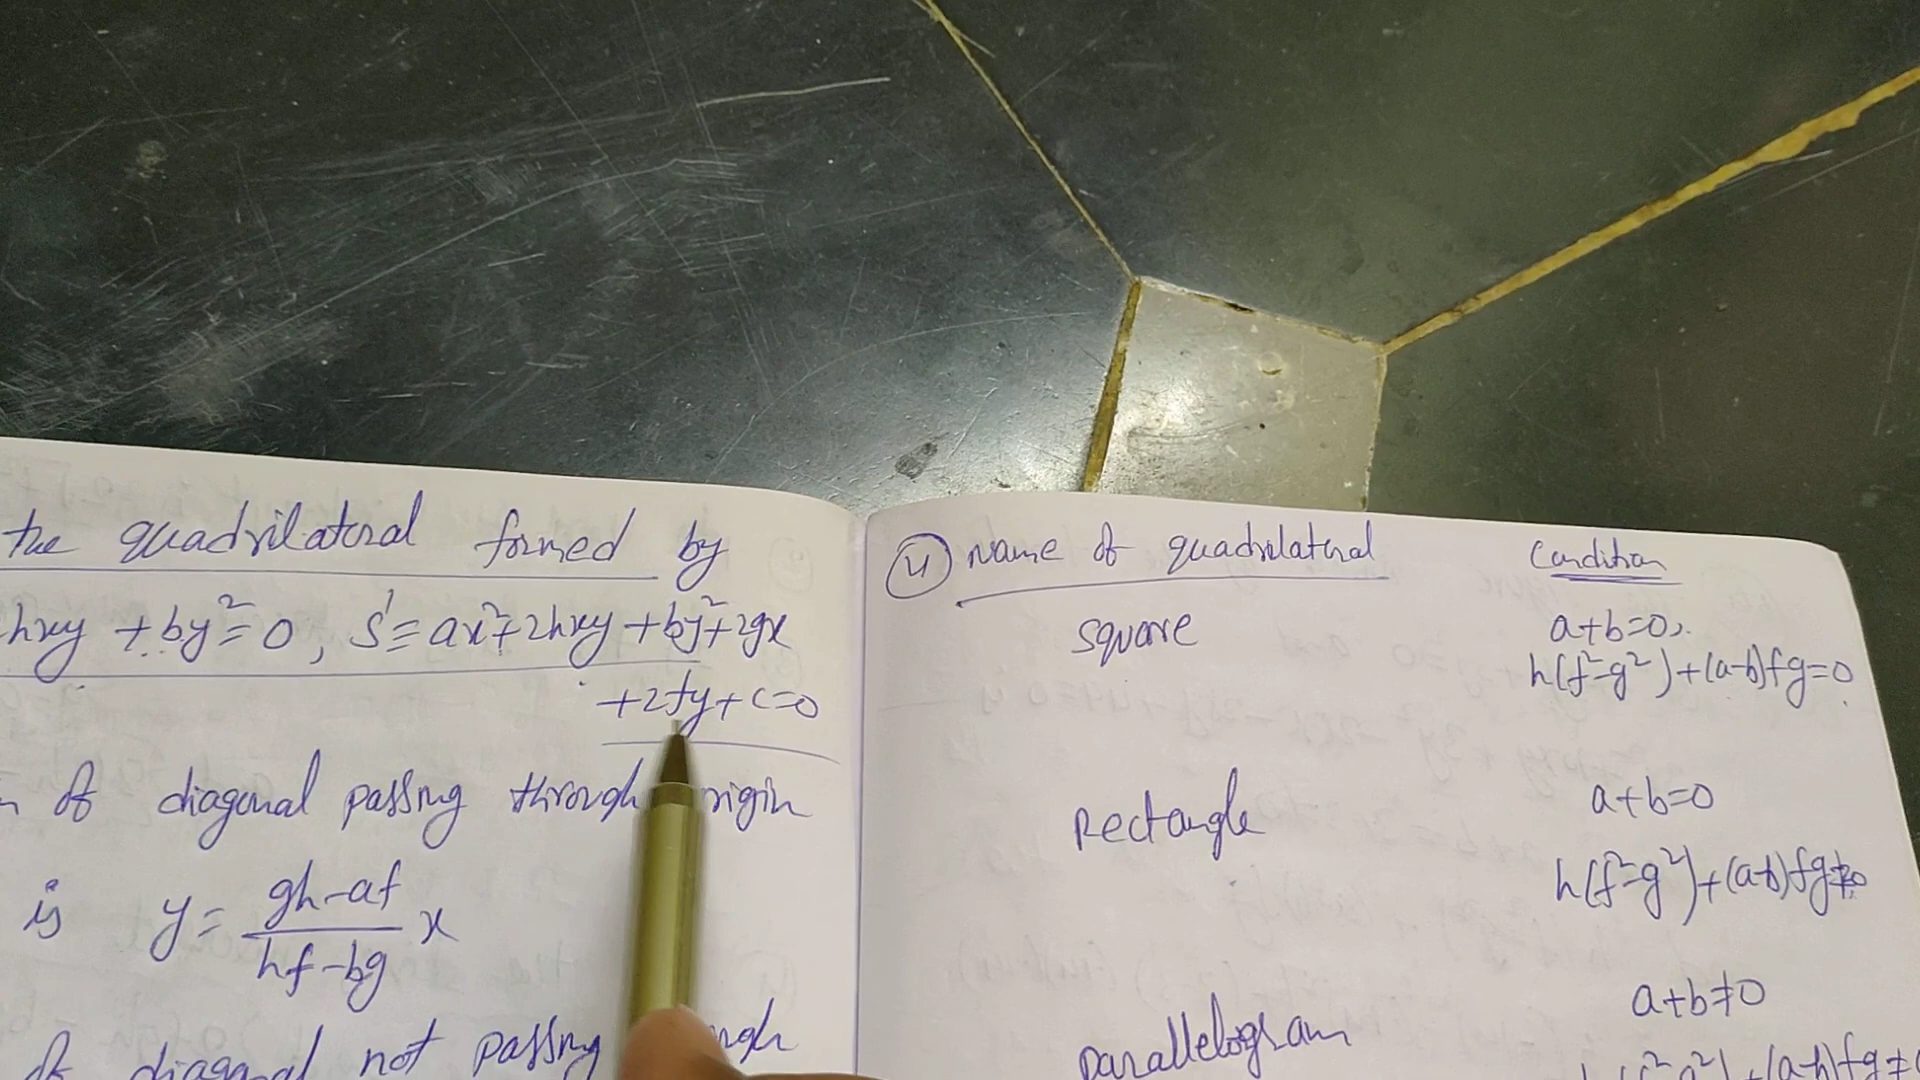 the quadrilateral formed by
hxy + by² = 0, S' ≡ ax² + 2hxy + by² + 2gx
+2fy + c = 0
of diagonal passing through origin
is y = (gh - af)/(hf - bg) x
of diagonal not passing
(4) Name of quadrilateral Condition
square a+b=0,
h(f²-g²)+(a-b)fg=0
Rectangle a+b=0
h(f²-g²)+(a-b)fg≠0
parallelogram a+b≠0